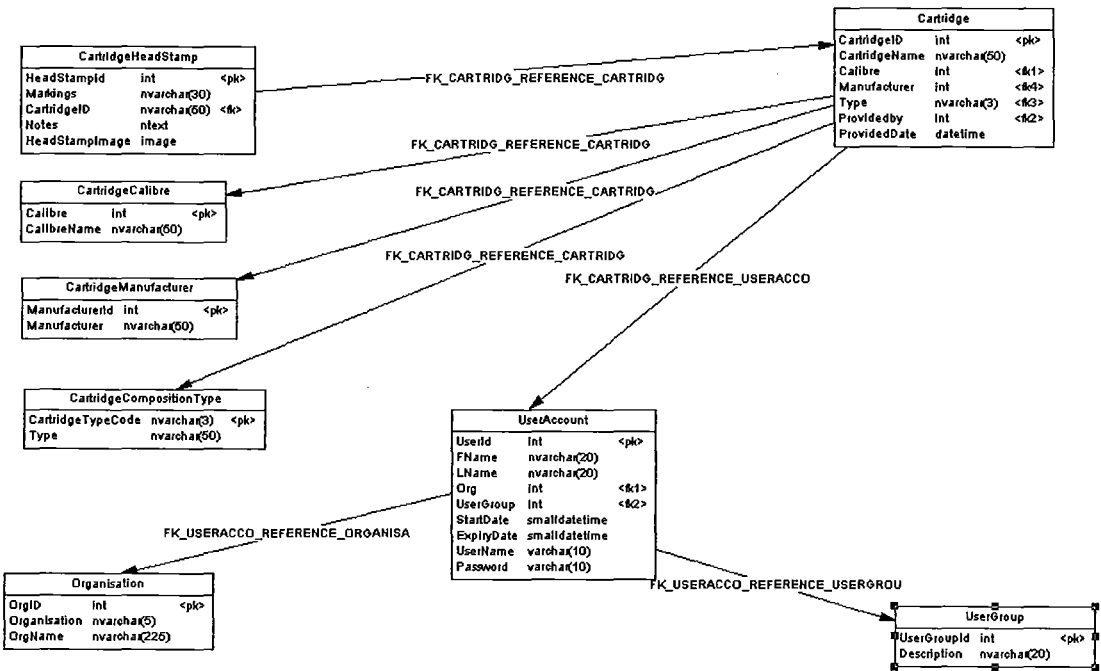 Cartridge
CartridgeID int <pk>
CartridgeName nvarchar(50)
Calibre int <fk1>
Manufacturer int <fk4>
Type nvarchar(3) <fk3>
Providedby int <fk2>
ProvidedDate datetime
CartridgeHeadStamp
HeadStampId int <pk>
Markings nvarchar(30)
CartridgeID nvarchar(50) <fk>
Notes ntext
HeadStampImage image
FK_CARTRIDG_REFERENCE_CARTRIDG
FK_CARTRIDG_REFERENCE_CARTRIDG
CartridgeCalibre
Calibre int <pk>
CalibreName nvarchar(50)
FK_CARTRIDG_REFERENCE_CARTRIDG
FK_CARTRIDG_REFERENCE_CARTRIDG
CartridgeManufacturer
ManufacturerId int <pk>
Manufacturer nvarchar(50)
FK_CARTRIDG_REFERENCE_USERACCO
CartridgeCompositionType
CartridgeTypeCode nvarchar(3) <pk>
Type nvarchar(50)
UserAccount
UserId int <pk>
FName nvarchar(20)
LName nvarchar(20)
Org int <fk1>
UserGroup int <fk2>
StartDate smalldatetime
ExpiryDate smalldatetime
UserName varchar(10)
Password varchar(10)
FK_USERACCO_REFERENCE_ORGANISA
Organisation
OrgID int <pk>
Organisation nvarchar(5)
OrgName nvarchar(225)
FK_USERACCO_REFERENCE_USERGROU
UserGroup
UserGroupId int <pk>
Description nvarchar(20)